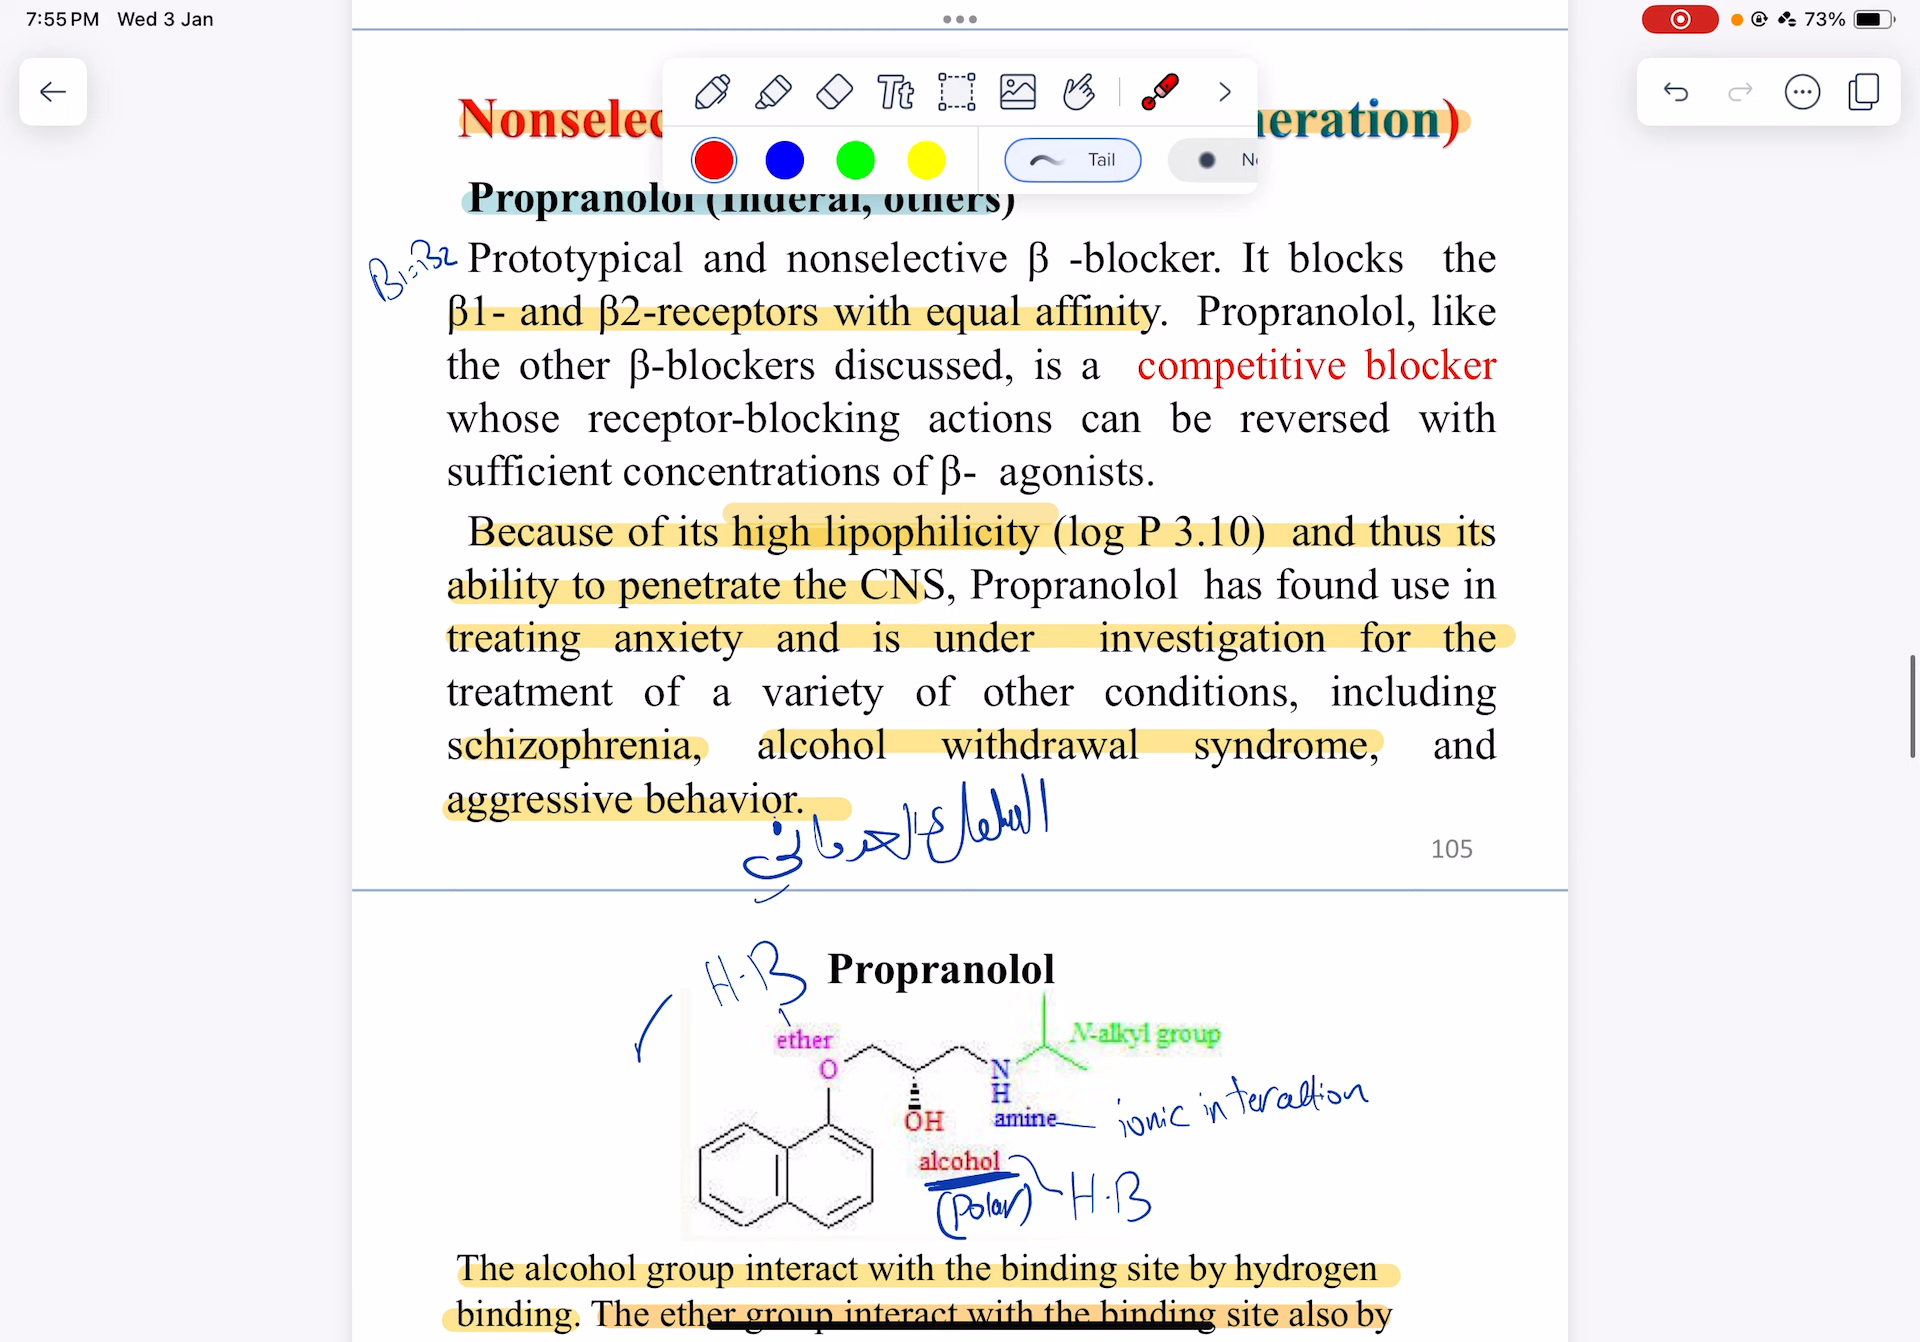 7:55 PM Wed 3 Jan
73%
Tt
Tail
Nonselec eration)
Propranolol (Inderal, others)
B1=B2
Prototypical and nonselective β -blocker. It blocks the
β1- and β2-receptors with equal affinity. Propranolol, like
the other β-blockers discussed, is a competitive blocker
whose receptor-blocking actions can be reversed with
sufficient concentrations of β- agonists.
Because of its high lipophilicity (log P 3.10) and thus its
ability to penetrate the CNS, Propranolol has found use in
treating anxiety and is under investigation for the
treatment of a variety of other conditions, including
schizophrenia, alcohol withdrawal syndrome, and
aggressive behavior.
105
H-B Propranolol
ether
N-alkyl group
O
N
H
OH
amine
ionic interaction
alcohol
(Polar) H-B
The alcohol group interact with the binding site by hydrogen
binding. The ether group interact with the binding site also by